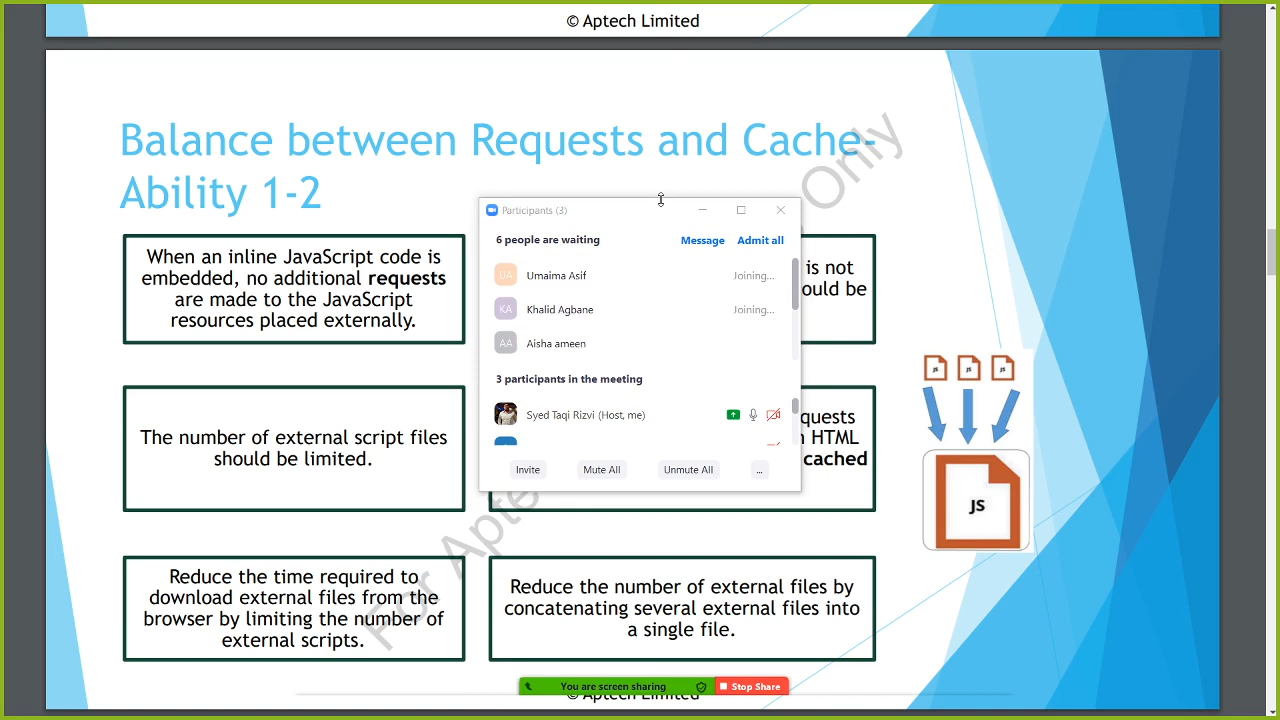 © Aptech Limited
Balance between Requests and Cache-
Ability 1-2
When an inline JavaScript code is
embedded, no additional requests
are made to the JavaScript
resources placed externally.
is not
ould be
Participants (3)
6 people are waiting
Message
Admit all
UA
Umaima Asif
Joining...
KA
Khalid Agbane
Joining...
AA
Aisha ameen
3 participants in the meeting
Syed Taqi Rizvi (Host, me)
Invite
Mute All
Unmute All
...
The number of external script files
should be limited.
quests
HTML
cached
JS
JS
JS
JS
Reduce the time required to
download external files from the
browser by limiting the number of
external scripts.
Reduce the number of external files by
concatenating several external files into
a single file.
For Apte
Only
You are screen sharing
Stop Share
© Aptech Limited